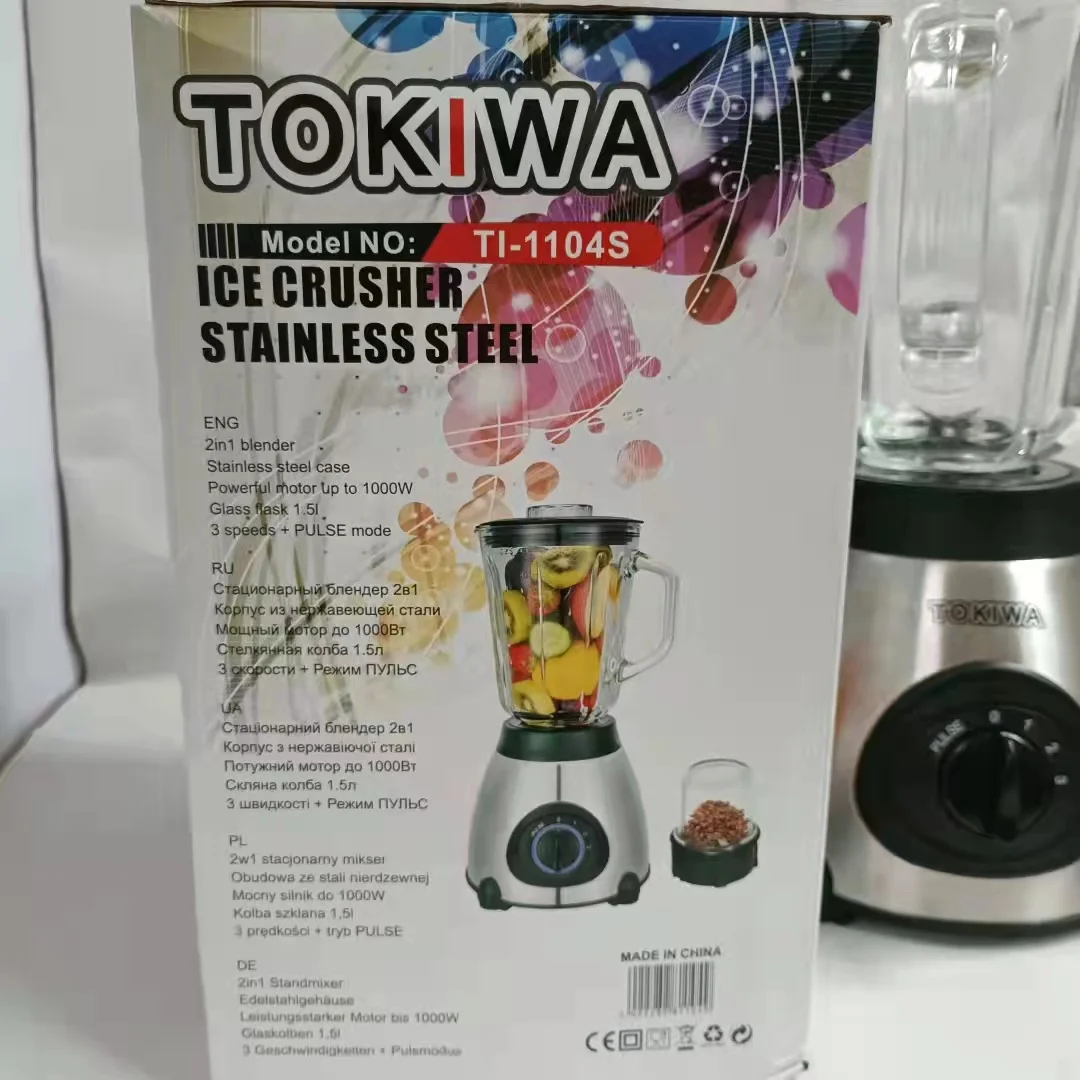 TOKIWA
Model NO: TI-1104S
ICE CRUSHER
STAINLESS STEEL
ENG
2in1 blender
Stainless steel case
Powerful motor up to 1000W
Glass flask 1.5l
3 speeds + PULSE mode
RU
Стационарный блендер 2в1
Корпус из нержавеющей стали
Мощный мотор до 1000Вт
Стелкянная колба 1.5л
3 скорости + Режим ПУЛЬС
UA
Стаціонарний блендер 2в1
Корпус з нержавіючої сталі
Потужний мотор до 1000Вт
Скляна колба 1.5л
3 швидкості + Режим ПУЛЬС
PL
2w1 stacjonarny mikser
Obudowa ze stali nierdzewnej
Mocny silnik do 1000W
Kolba szklana 1,5l
3 prędkości + tryb PULSE
DE
2in1 Standmixer
Edelstahlgehäuse
Leistungsstarker Motor bis 1000W
Glaskolben 1,5l
3 Geschwindigkeiten + Pulsmodus
MADE IN CHINA
CE
TOKIWA
PULSE 0 1 2 3